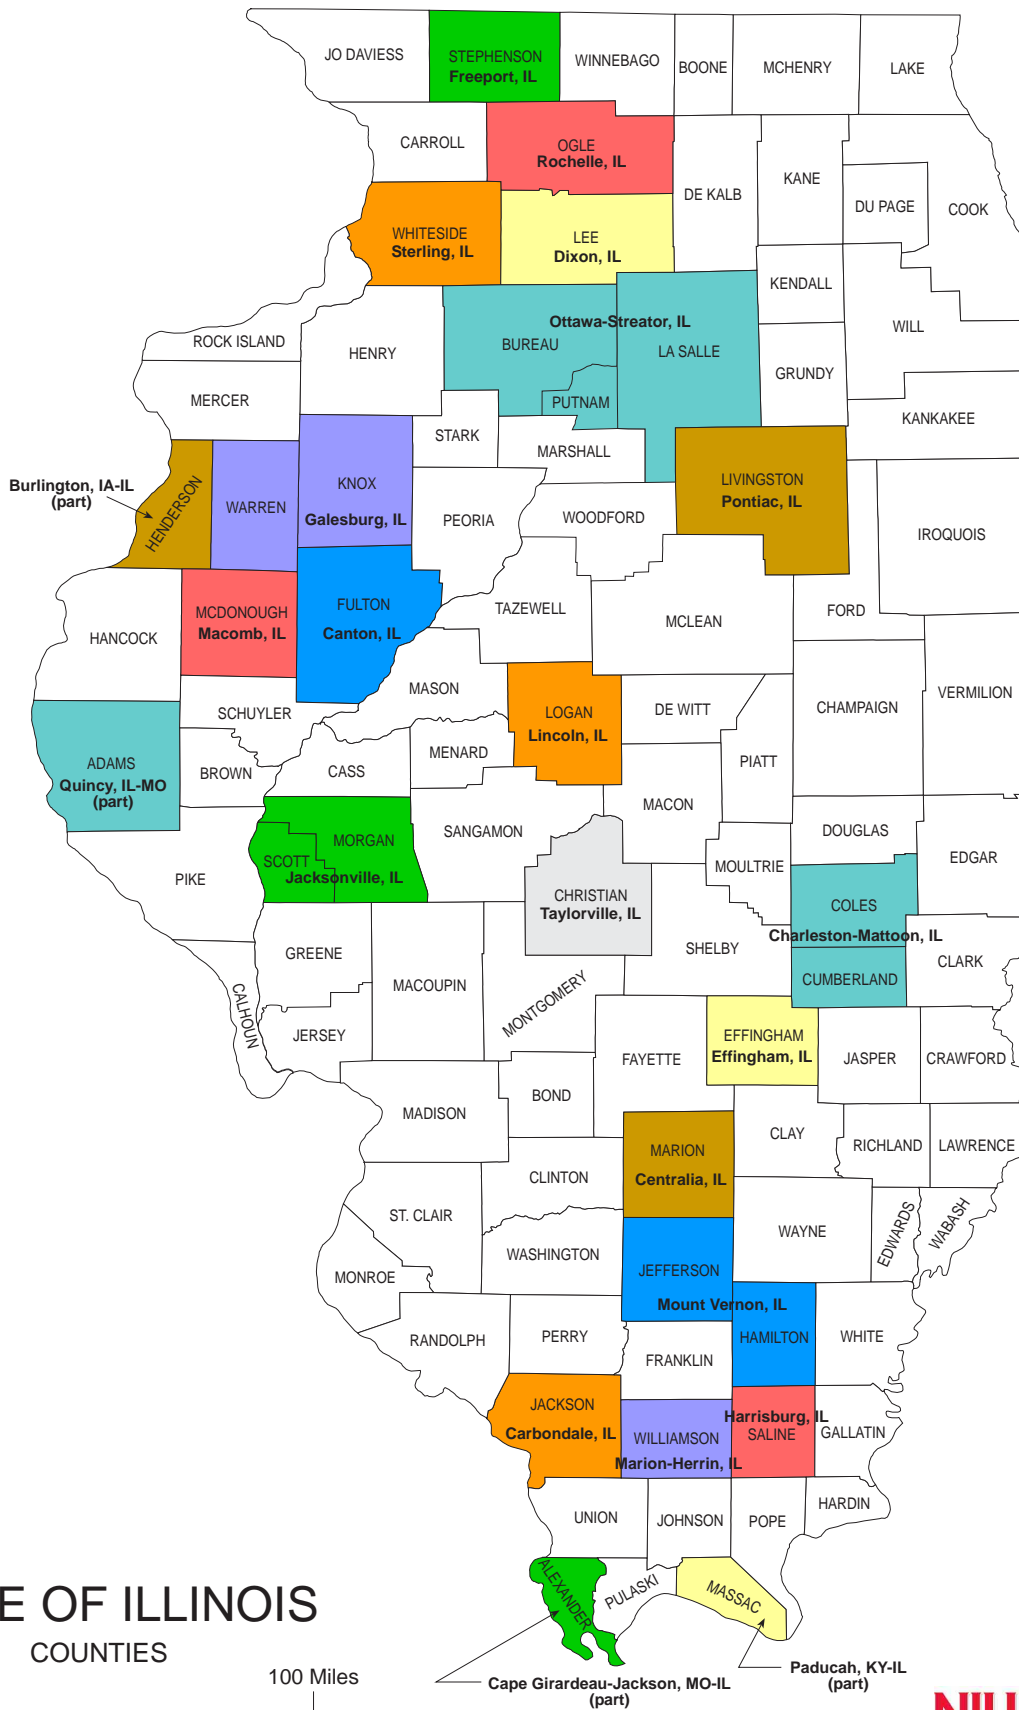 JO DAVIESS
STEPHENSON
Freeport, IL
WINNEBAGO
BOONE
MCHENRY
LAKE
CARROLL
OGLE
Rochelle, IL
DE KALB
KANE
DU PAGE
COOK
WHITESIDE
Sterling, IL
LEE
Dixon, IL
KENDALL
WILL
ROCK ISLAND
HENRY
Ottawa-Streator, IL
BUREAU
LA SALLE
PUTNAM
GRUNDY
KANKAKEE
MERCER
STARK
MARSHALL
Burlington, IA-IL
(part)
HENDERSON
WARREN
KNOX
Galesburg, IL
PEORIA
WOODFORD
LIVINGSTON
Pontiac, IL
IROQUOIS
HANCOCK
MCDONOUGH
Macomb, IL
FULTON
Canton, IL
TAZEWELL
MCLEAN
FORD
MASON
SCHUYLER
LOGAN
Lincoln, IL
DE WITT
CHAMPAIGN
VERMILION
ADAMS
Quincy, IL-MO
(part)
BROWN
CASS
MENARD
PIATT
MACON
SANGAMON
DOUGLAS
EDGAR
PIKE
SCOTT
MORGAN
Jacksonville, IL
CHRISTIAN
Taylorville, IL
MOULTRIE
COLES
Charleston-Mattoon, IL
CUMBERLAND
CLARK
SHELBY
GREENE
MACOUPIN
MONTGOMERY
CALHOUN
JERSEY
FAYETTE
EFFINGHAM
Effingham, IL
JASPER
CRAWFORD
MADISON
BOND
CLINTON
MARION
Centralia, IL
CLAY
RICHLAND
LAWRENCE
ST. CLAIR
WASHINGTON
JEFFERSON
Mount Vernon, IL
WAYNE
EDWARDS
WABASH
MONROE
RANDOLPH
PERRY
FRANKLIN
HAMILTON
WHITE
JACKSON
Carbondale, IL
WILLIAMSON
Marion-Herrin, IL
Harrisburg, IL
SALINE
GALLATIN
UNION
JOHNSON
POPE
HARDIN
ALEXANDER
PULASKI
MASSAC
E OF ILLINOIS
COUNTIES
100 Miles
Cape Girardeau-Jackson, MO-IL
(part)
Paducah, KY-IL
(part)